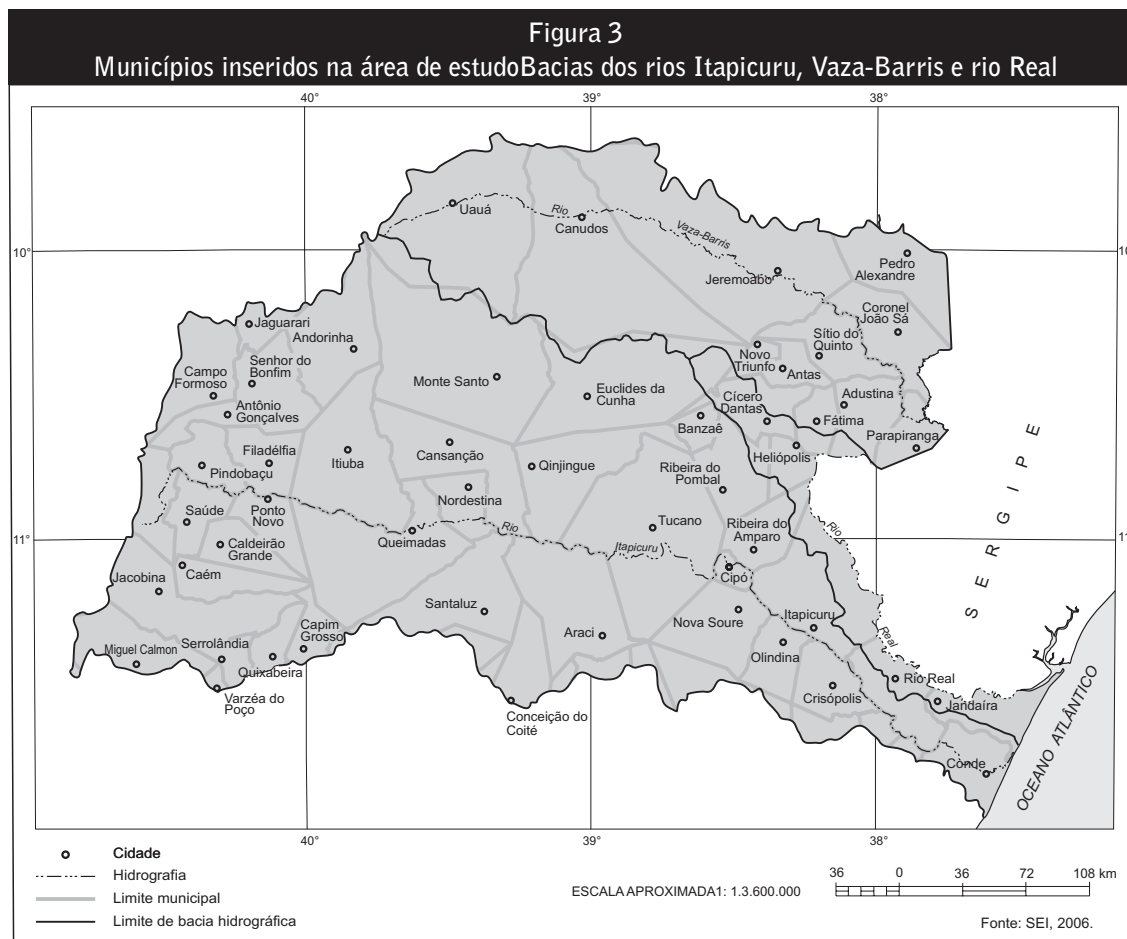 Figura 3
Municípios inseridos na área de estudoBacias dos rios Itapicuru, Vaza-Barris e rio Real
40°
39°
38°
Uauá
Rio
Canudos
Vaza-Barris
10°
10
Pedro
Alexandre
Jeremoabo
Coronel
João Sá
Jaguarari
Andorinha
Sítio do
Quinto
Novo
Triunfo
Antas
Senhor do
Bonfim
Campo
Formoso
Monte Santo
Euclides da
Cunha
Cícero
Dantas
Adustina
Antônio
Gonçalves
Banzaê
Fátima
Parapiranga
Filadélfia
Itiuba
Cansanção
Heliópolis
Pindobaçu
Qinjingue
Ribeira do
Pombal
Nordestina
Saúde
Ponto
Novo
Rio
Tucano
Ribeira do
Amparo
Rio
SERGIPE
11°
11
Queimadas
Itapicuru
Caldeirão
Grande
Caém
Cipó
Jacobina
Santaluz
Nova Soure
Itapicuru
Araci
Real
Capim
Grosso
Serrolândia
Miguel Calmon
Olindina
Quixabeira
Rio Real
Crisópolis
Varzéa do
Poço
Jandaíra
Conceição do
Coité
Conde
OCEANO ATLÂNTICO
40°
39°
38°
Cidade
Hidrografia
Limite municipal
Limite de bacia hidrográfica
ESCALA APROXIMADA1: 1.3.600.000
36 0 36 72 108 km
Fonte: SEI, 2006.